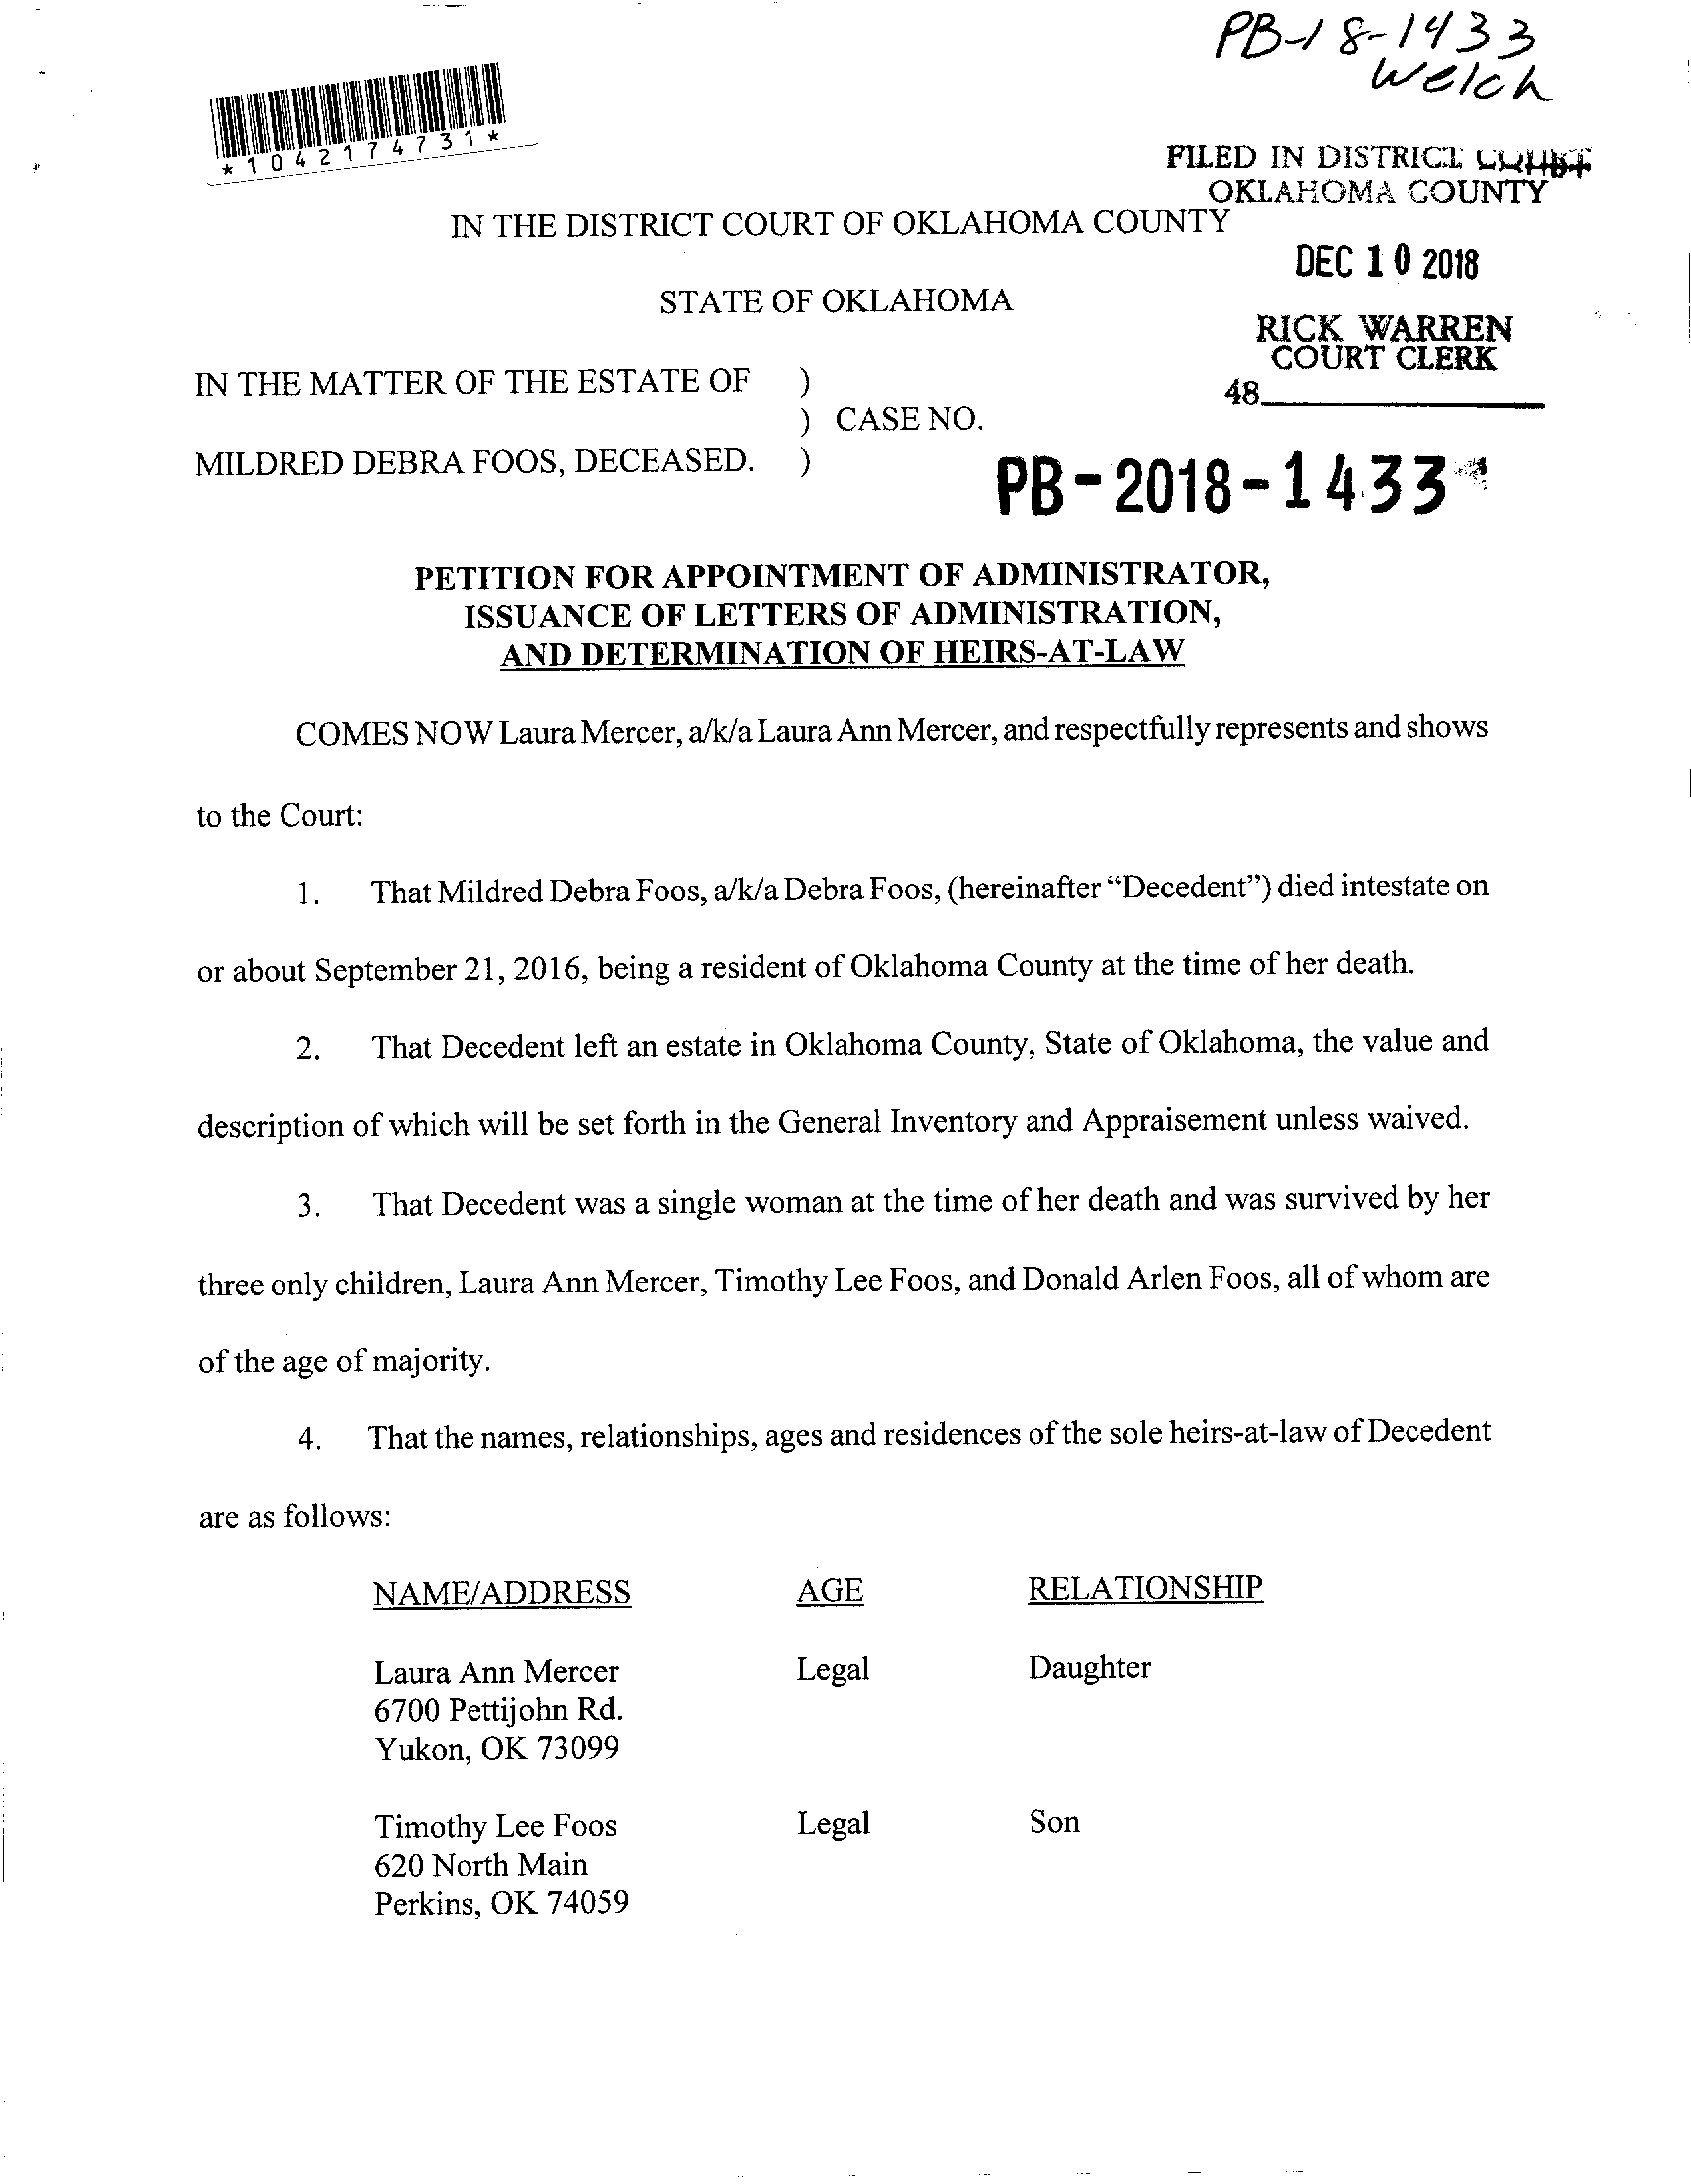 PB-18-1433
Welch
*1042174731*
FILED IN DISTRICT COURT
OKLAHOMA COUNTY
IN THE DISTRICT COURT OF OKLAHOMA COUNTY
DEC 10 2018
STATE OF OKLAHOMA
RICK WARREN
COURT CLERK
48
IN THE MATTER OF THE ESTATE OF )
) CASE NO.
MILDRED DEBRA FOOS, DECEASED. )
PB-2018-1433
PETITION FOR APPOINTMENT OF ADMINISTRATOR,
ISSUANCE OF LETTERS OF ADMINISTRATION,
AND DETERMINATION OF HEIRS-AT-LAW
COMES NOW Laura Mercer, a/k/a Laura Ann Mercer, and respectfully represents and shows
to the Court:
1. That Mildred Debra Foos, a/k/a Debra Foos, (hereinafter “Decedent”) died intestate on
or about September 21, 2016, being a resident of Oklahoma County at the time of her death.
2. That Decedent left an estate in Oklahoma County, State of Oklahoma, the value and
description of which will be set forth in the General Inventory and Appraisement unless waived.
3. That Decedent was a single woman at the time of her death and was survived by her
three only children, Laura Ann Mercer, Timothy Lee Foos, and Donald Arlen Foos, all of whom are
of the age of majority.
4. That the names, relationships, ages and residences of the sole heirs-at-law of Decedent
are as follows:
NAME/ADDRESS AGE RELATIONSHIP
Laura Ann Mercer Legal Daughter
6700 Pettijohn Rd.
Yukon, OK 73099
Timothy Lee Foos Legal Son
620 North Main
Perkins, OK 74059